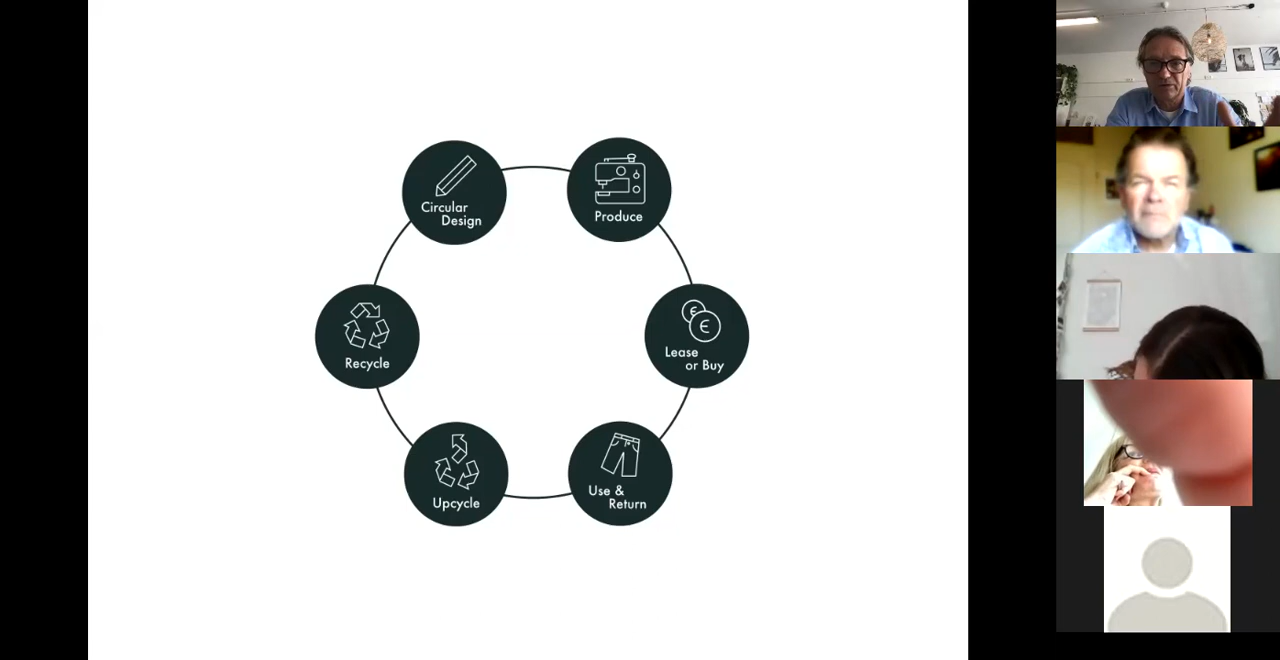 Circular
Design
Produce
Lease
or Buy
Use &
Return
Upcycle
Recycle